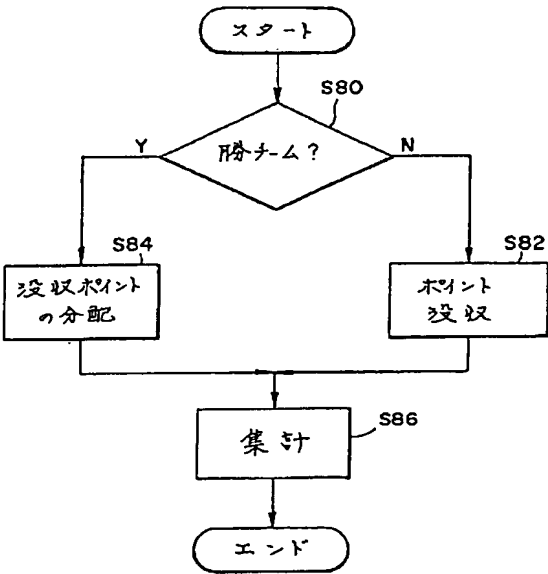 スタート
S80
勝チーム?
Y
N
S84
没収ポイント
の分配
S82
ポイント
没収
集計
S86
エンド